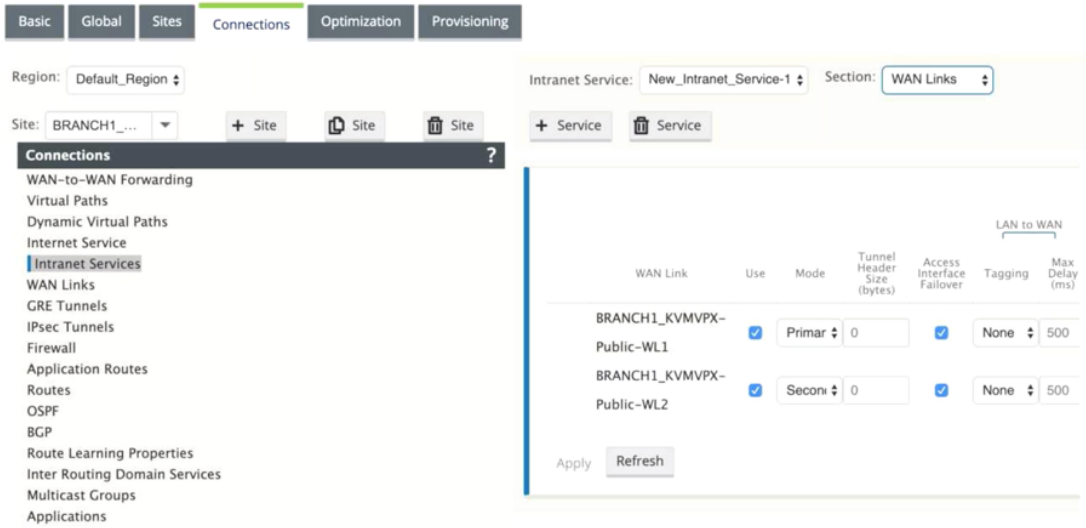 Basic Global Sites Connections Optimization Provisioning
Region: Default_Region
Site: BRANCH1_... + Site Site Site
Connections ?
WAN-to-WAN Forwarding
Virtual Paths
Dynamic Virtual Paths
Internet Service
Intranet Services
WAN Links
GRE Tunnels
IPsec Tunnels
Firewall
Application Routes
Routes
OSPF
BGP
Route Learning Properties
Inter Routing Domain Services
Multicast Groups
Applications
Intranet Service: New_Intranet_Service-1 Section: WAN Links
+ Service Service
LAN to WAN
WAN Link Use Mode Tunnel Header Size (bytes) Access Interface Failover Tagging Max Delay (ms)
BRANCH1_KVMVPX-
Public-WL1
Primar 0 None 500
BRANCH1_KVMVPX-
Public-WL2
Secon 0 None 500
Apply Refresh